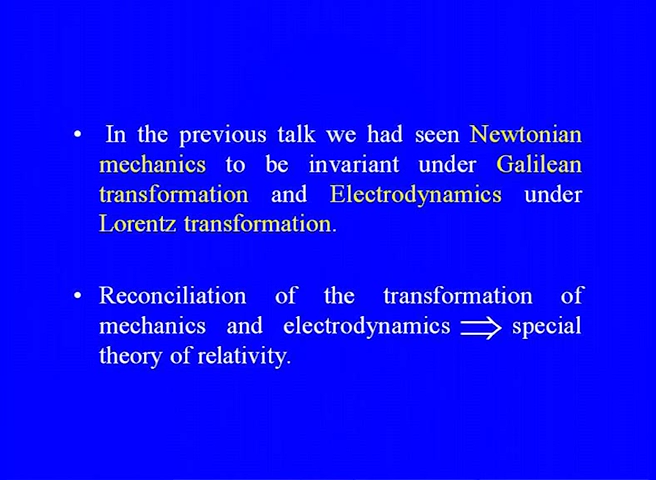 • In the previous talk we had seen Newtonian
mechanics to be invariant under Galilean
transformation and Electrodynamics under
Lorentz transformation.
• Reconciliation of the transformation of
mechanics and electrodynamics ⟹ special
theory of relativity.